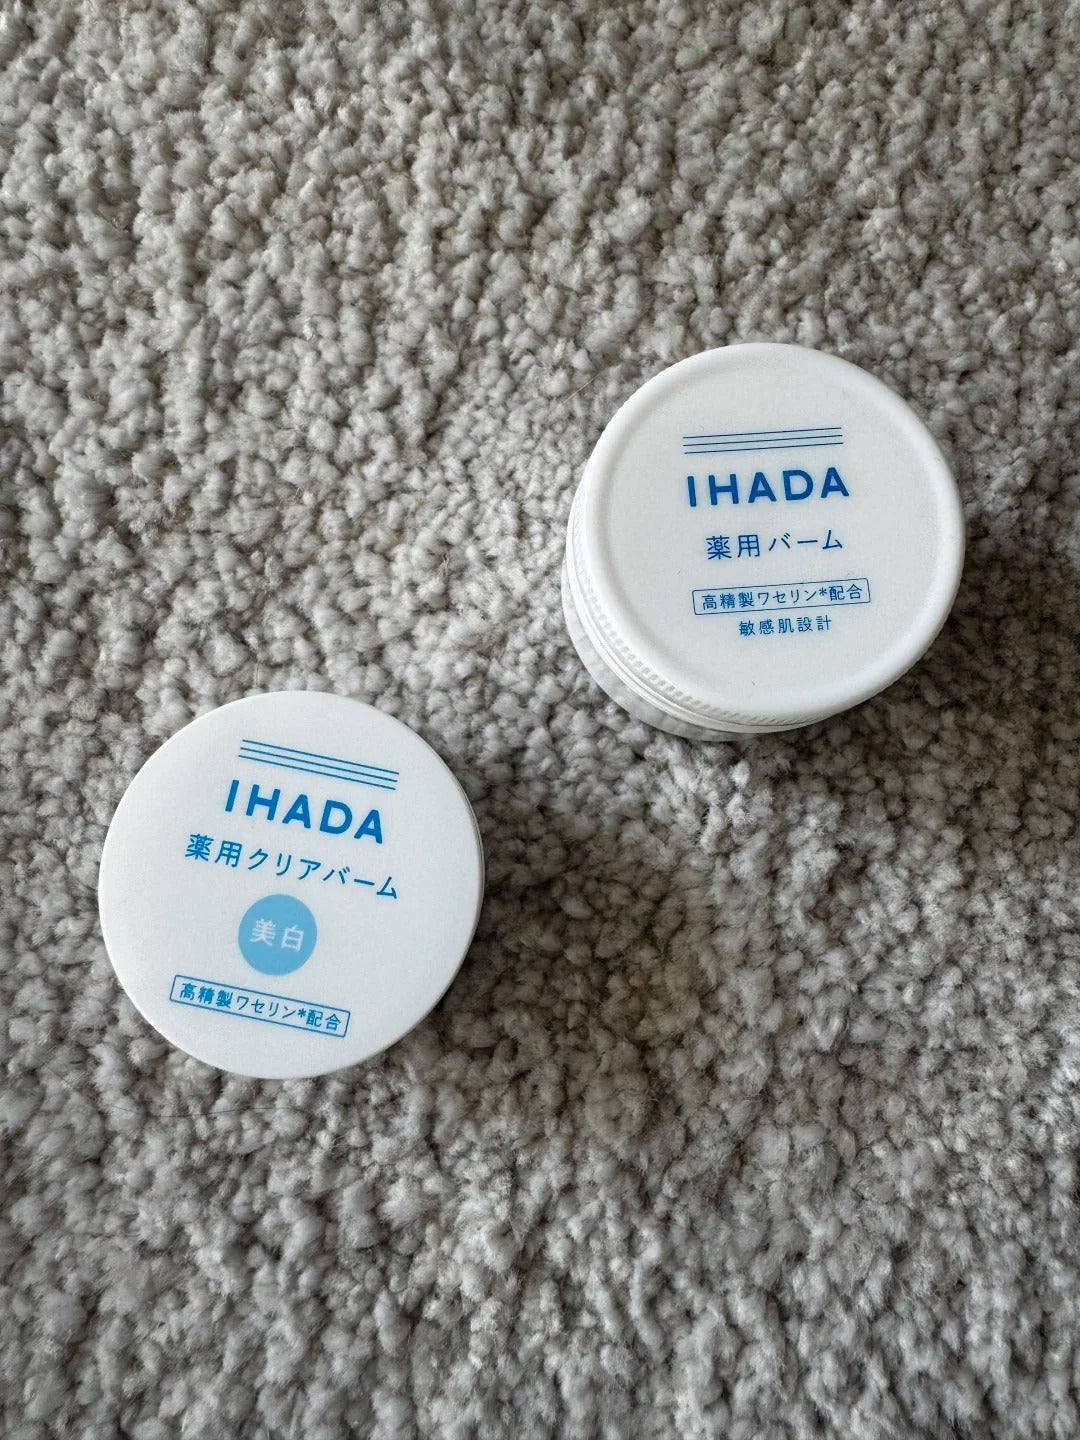 IHADA
薬用バーム
高精製ワセリン*配合
敏感肌設計
IHADA
薬用クリアバーム
美白
高精製ワセリン*配合